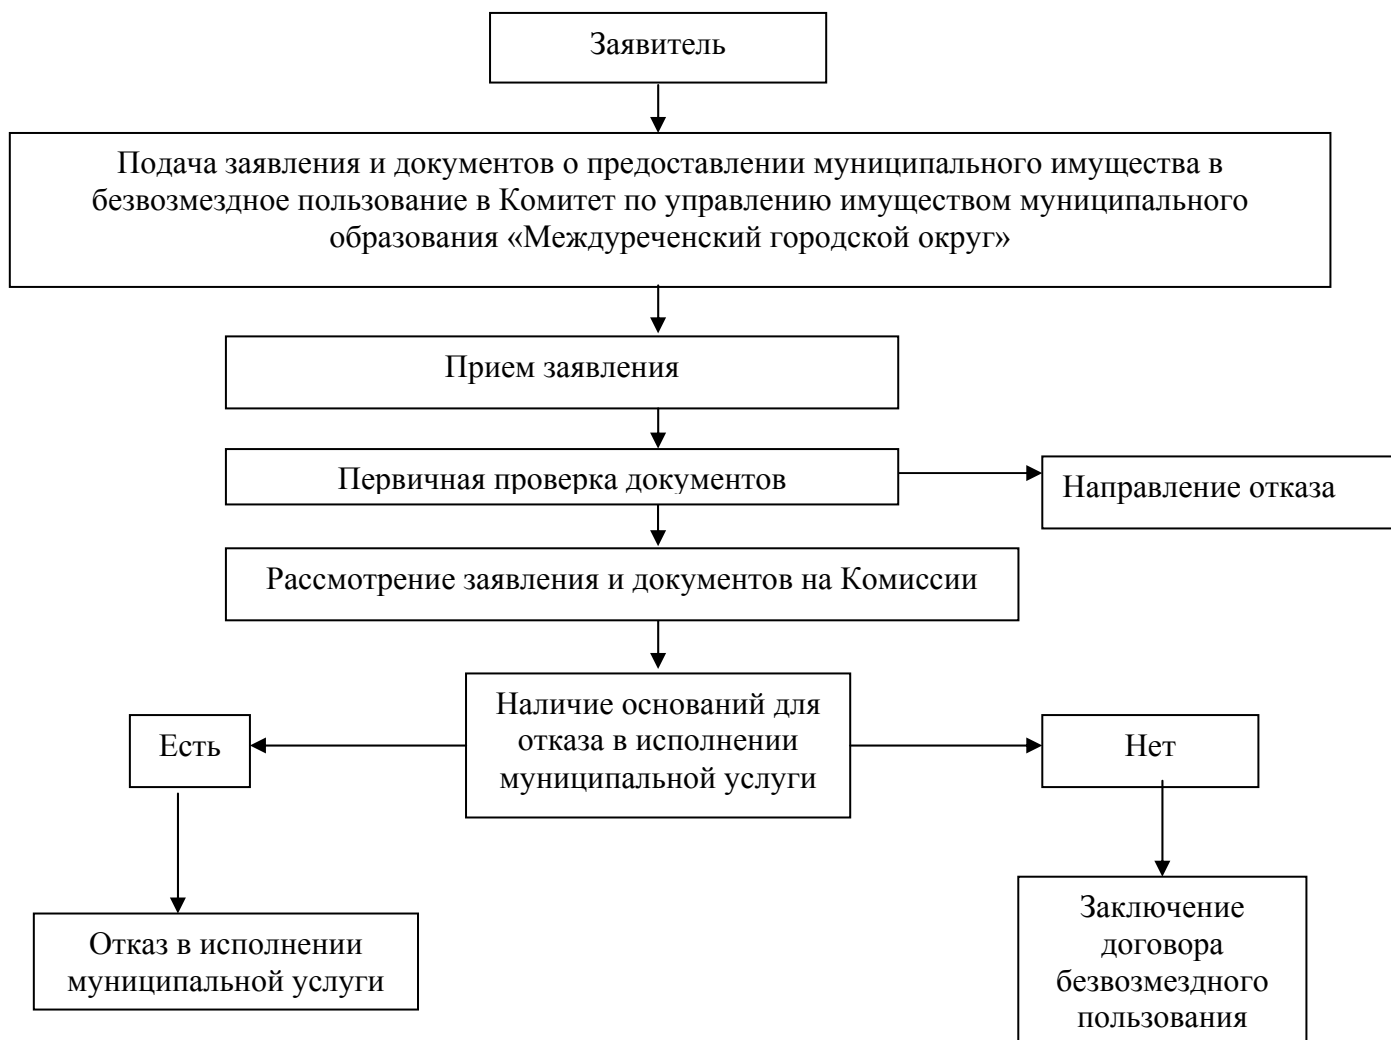 Заявитель
Подача заявления и документов о предоставлении муниципального имущества в
безвозмездное пользование в Комитет по управлению имуществом муниципального
образования «Междуреченский городской округ»
Прием заявления
Первичная проверка документов
Направление отказа
Рассмотрение заявления и документов на Комиссии
Наличие оснований для
отказа в исполнении
муниципальной услуги
Есть
Нет
Отказ в исполнении
муниципальной услуги
Заключение
договора
безвозмездного
пользования